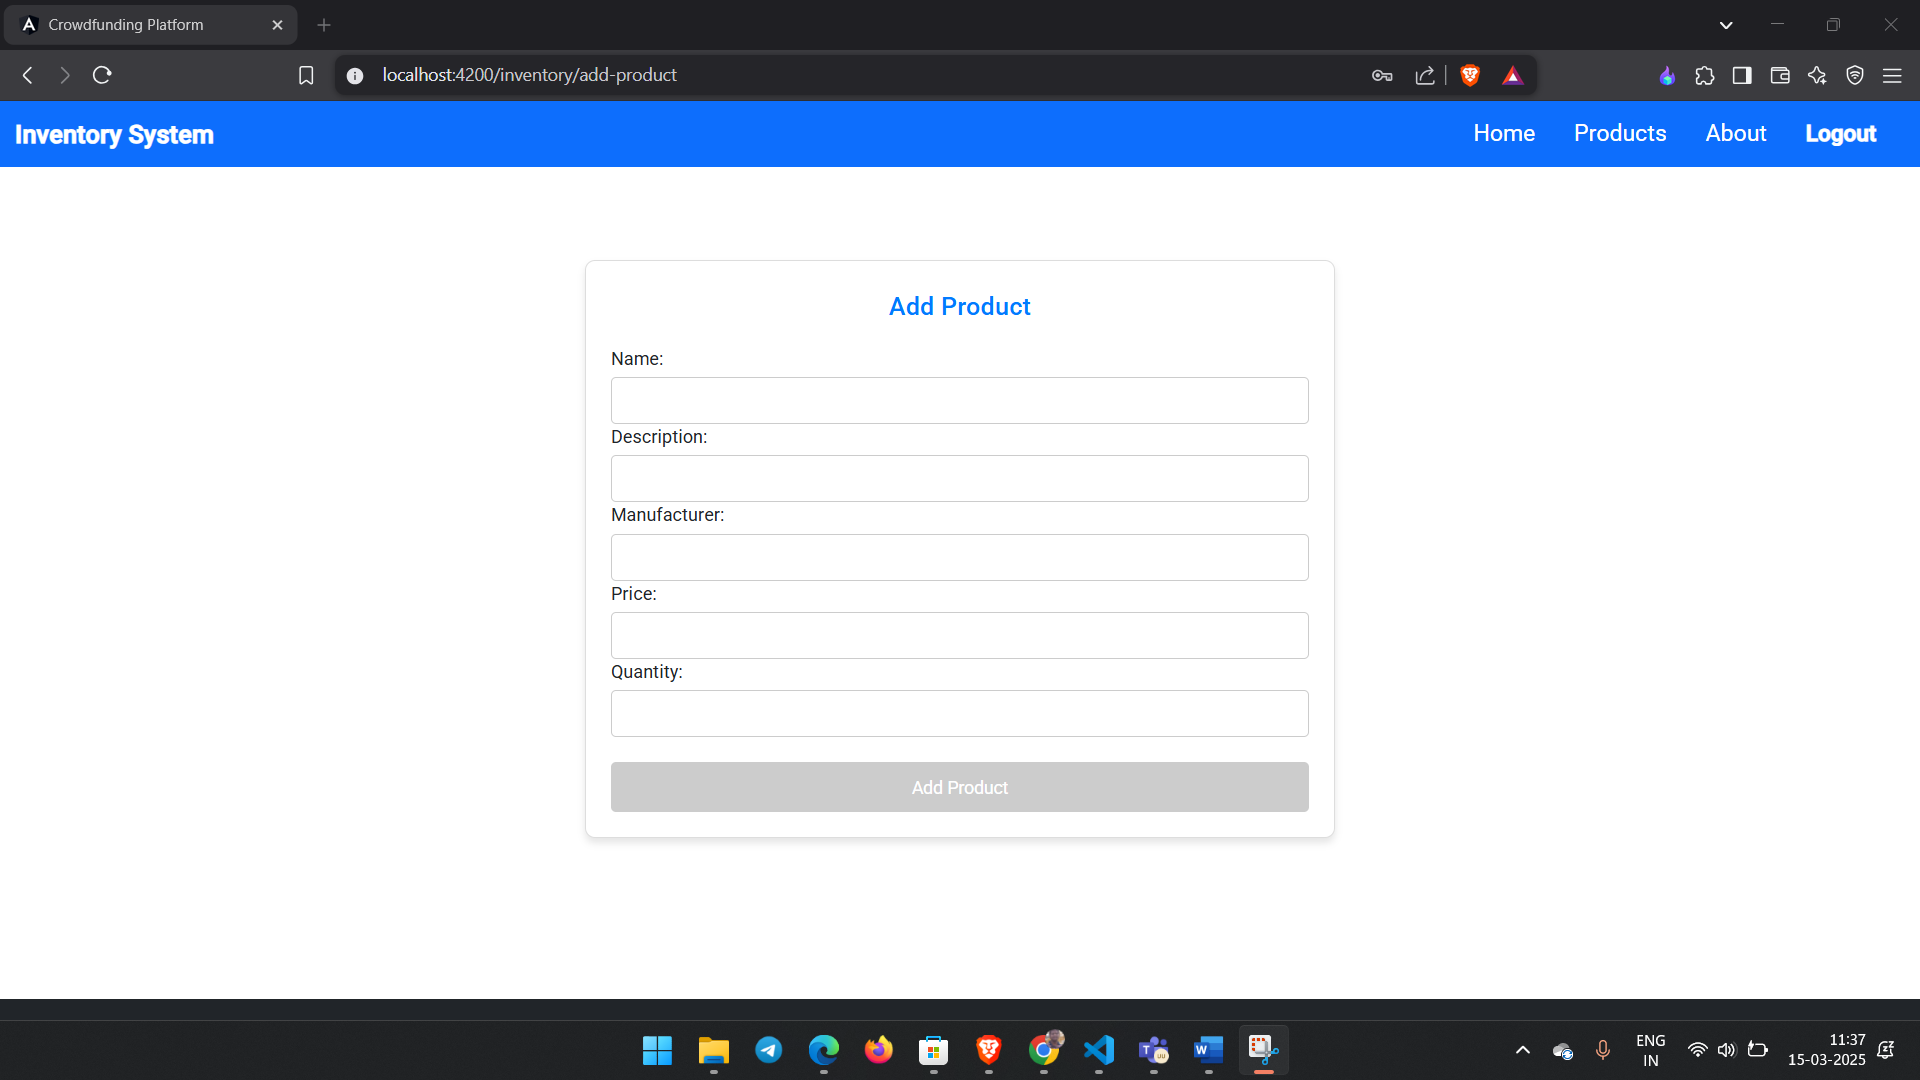 Crowdfunding Platform
localhost:4200/inventory/add-product
Inventory System
Home
Products
About
Logout
Add Product
Name:
Description:
Manufacturer:
Price:
Quantity:
Add Product
ENG
IN
11:37
15-03-2025